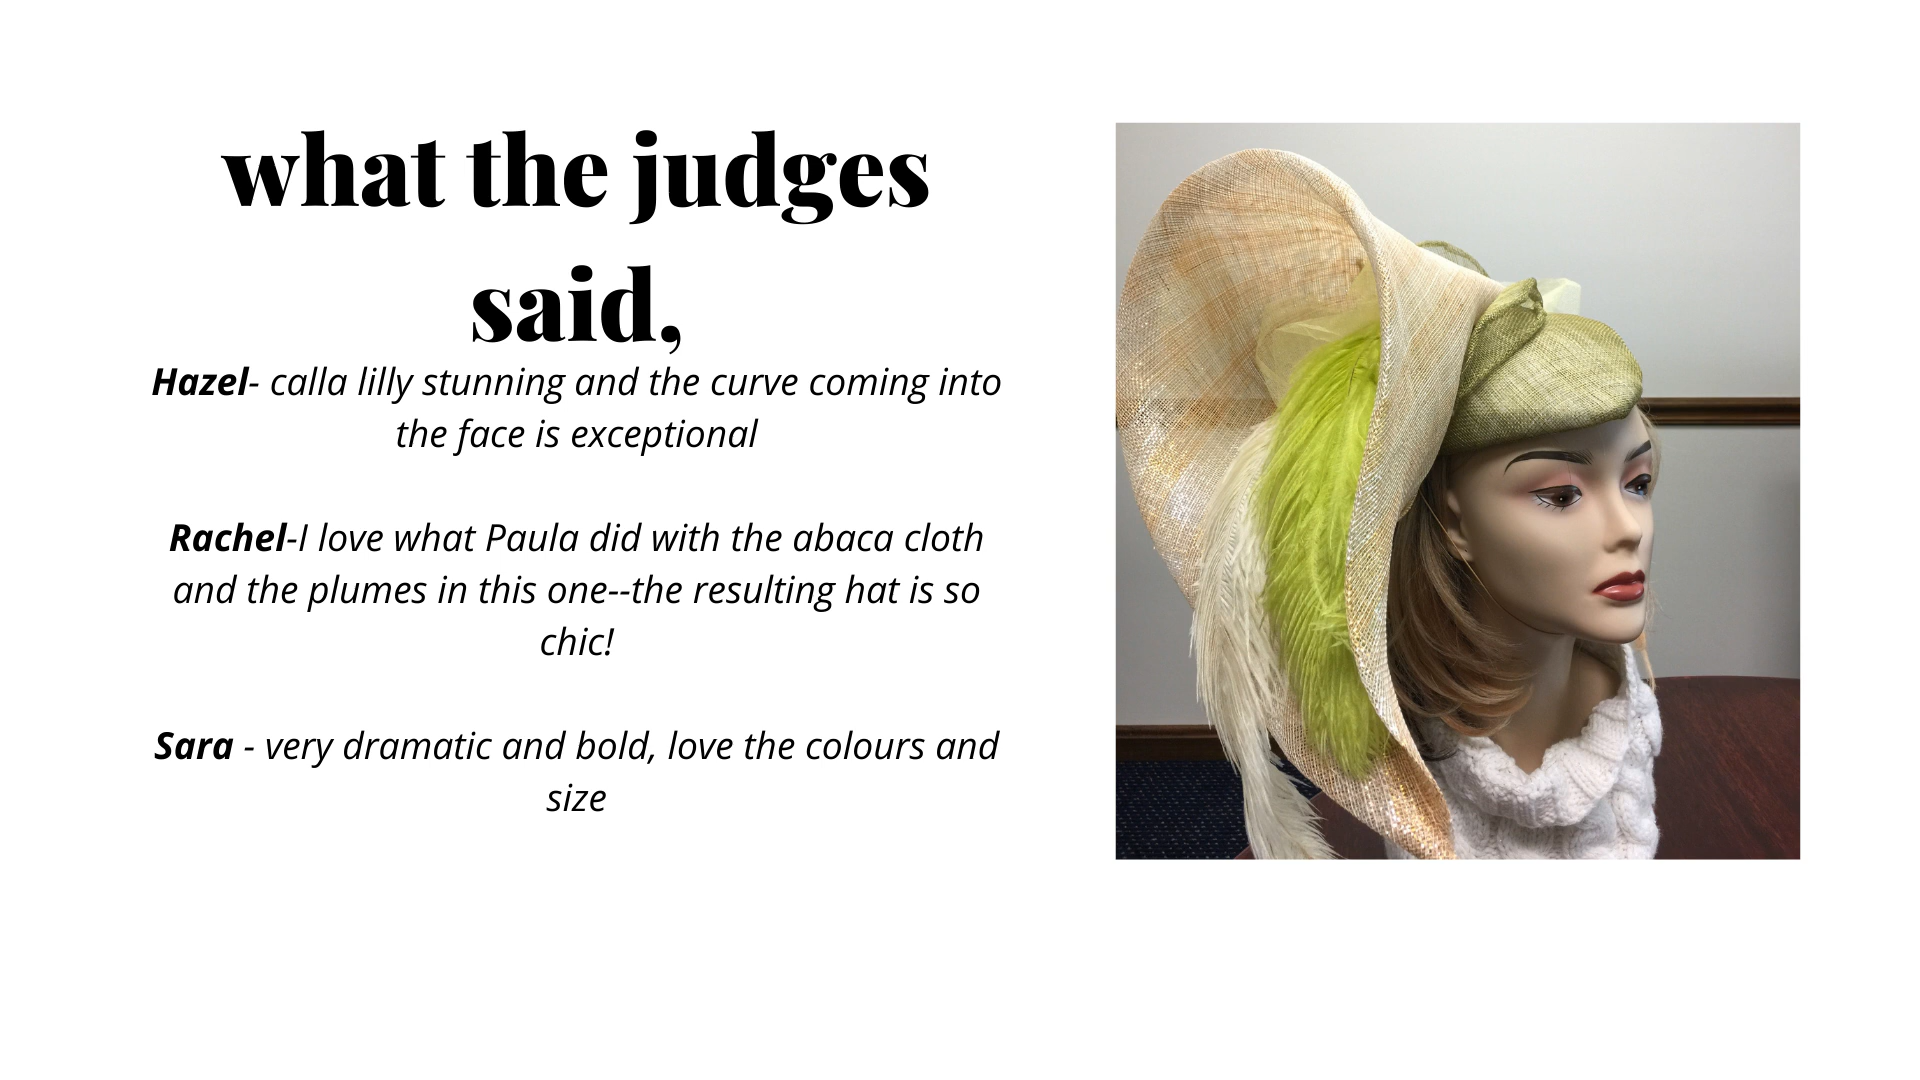 what the judges
said,
Hazel- calla lilly stunning and the curve coming into
the face is exceptional
Rachel-I love what Paula did with the abaca cloth
and the plumes in this one--the resulting hat is so
chic!
Sara - very dramatic and bold, love the colours and
size